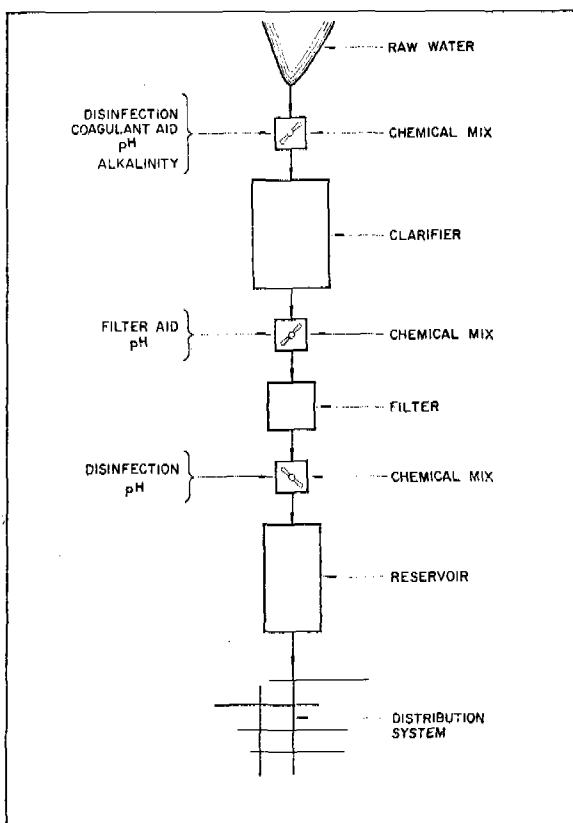 RAW WATER
DISINFECTION
COAGULANT AID
pH
ALKALINITY
CHEMICAL MIX
CLARIFIER
FILTER AID
pH
CHEMICAL MIX
FILTER
DISINFECTION
pH
CHEMICAL MIX
RESERVOIR
DISTRIBUTION
SYSTEM